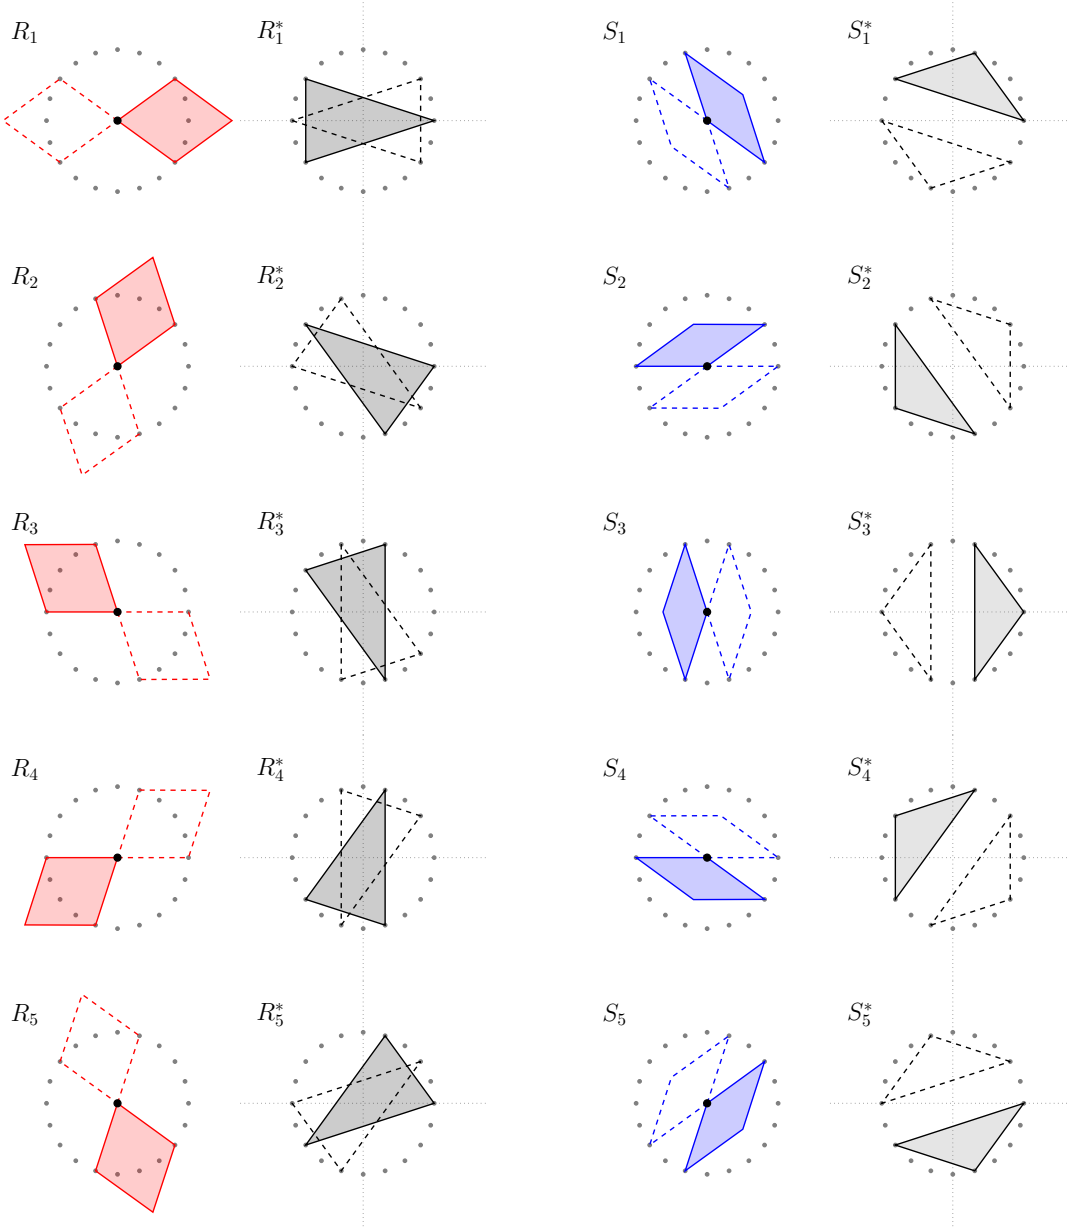 R₁ R₁* S₁ S₁*
R₂ R₂* S₂ S₂*
R₃ R₃* S₃ S₃*
R₄ R₄* S₄ S₄*
R₅ R₅* S₅ S₅*